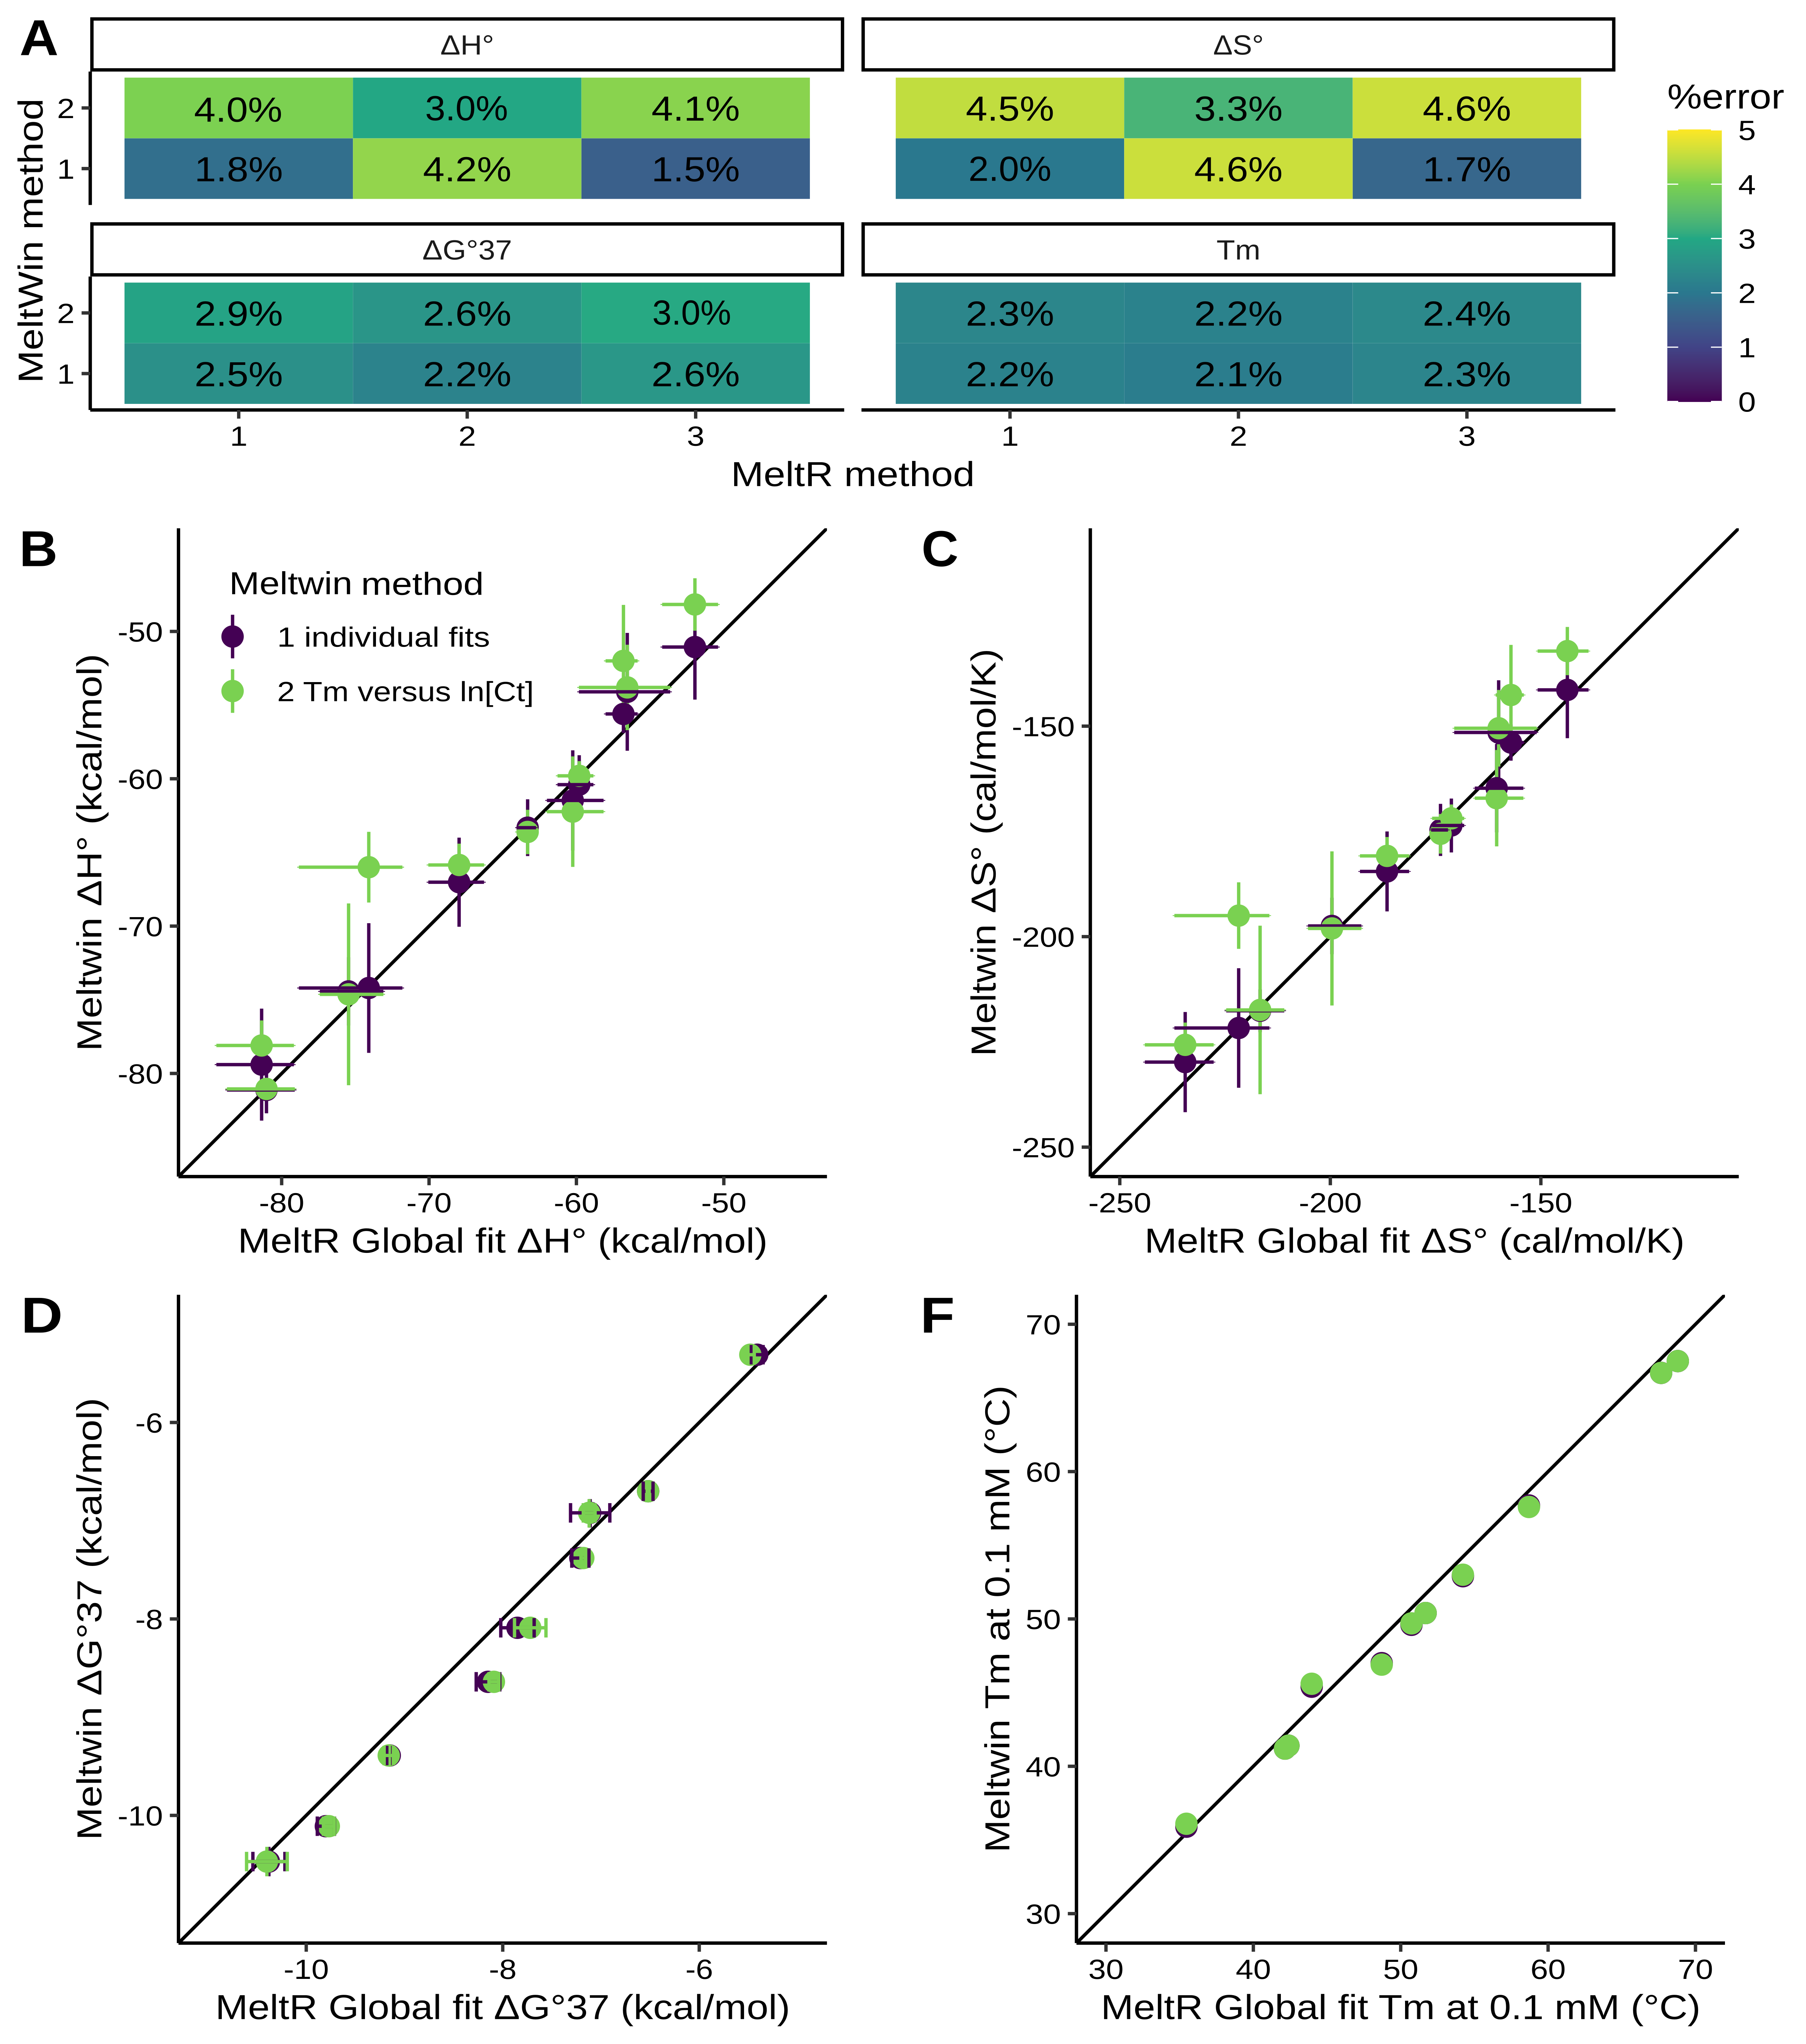 A
ΔH°
ΔS°
%error
MeltWin method
2
4.0% 3.0% 4.1%
4.5% 3.3% 4.6%
1
1.8% 4.2% 1.5%
2.0% 4.6% 1.7%
5
4
3
2
1
0
ΔG°37
Tm
2
2.9% 2.6% 3.0%
2.3% 2.2% 2.4%
1
2.5% 2.2% 2.6%
2.2% 2.1% 2.3%
1 2 3
1 2 3
MeltR method
B
Meltwin method
1 individual fits
2 Tm versus ln[Ct]
Meltwin ΔH° (kcal/mol)
-50
-60
-70
-80
-80 -70 -60 -50
MeltR Global fit ΔH° (kcal/mol)
C
Meltwin ΔS° (cal/mol/K)
-150
-200
-250
-250 -200 -150
MeltR Global fit ΔS° (cal/mol/K)
D
Meltwin ΔG°37 (kcal/mol)
-6
-8
-10
-10 -8 -6
MeltR Global fit ΔG°37 (kcal/mol)
F
Meltwin Tm at 0.1 mM (°C)
70
60
50
40
30
30 40 50 60 70
MeltR Global fit Tm at 0.1 mM (°C)